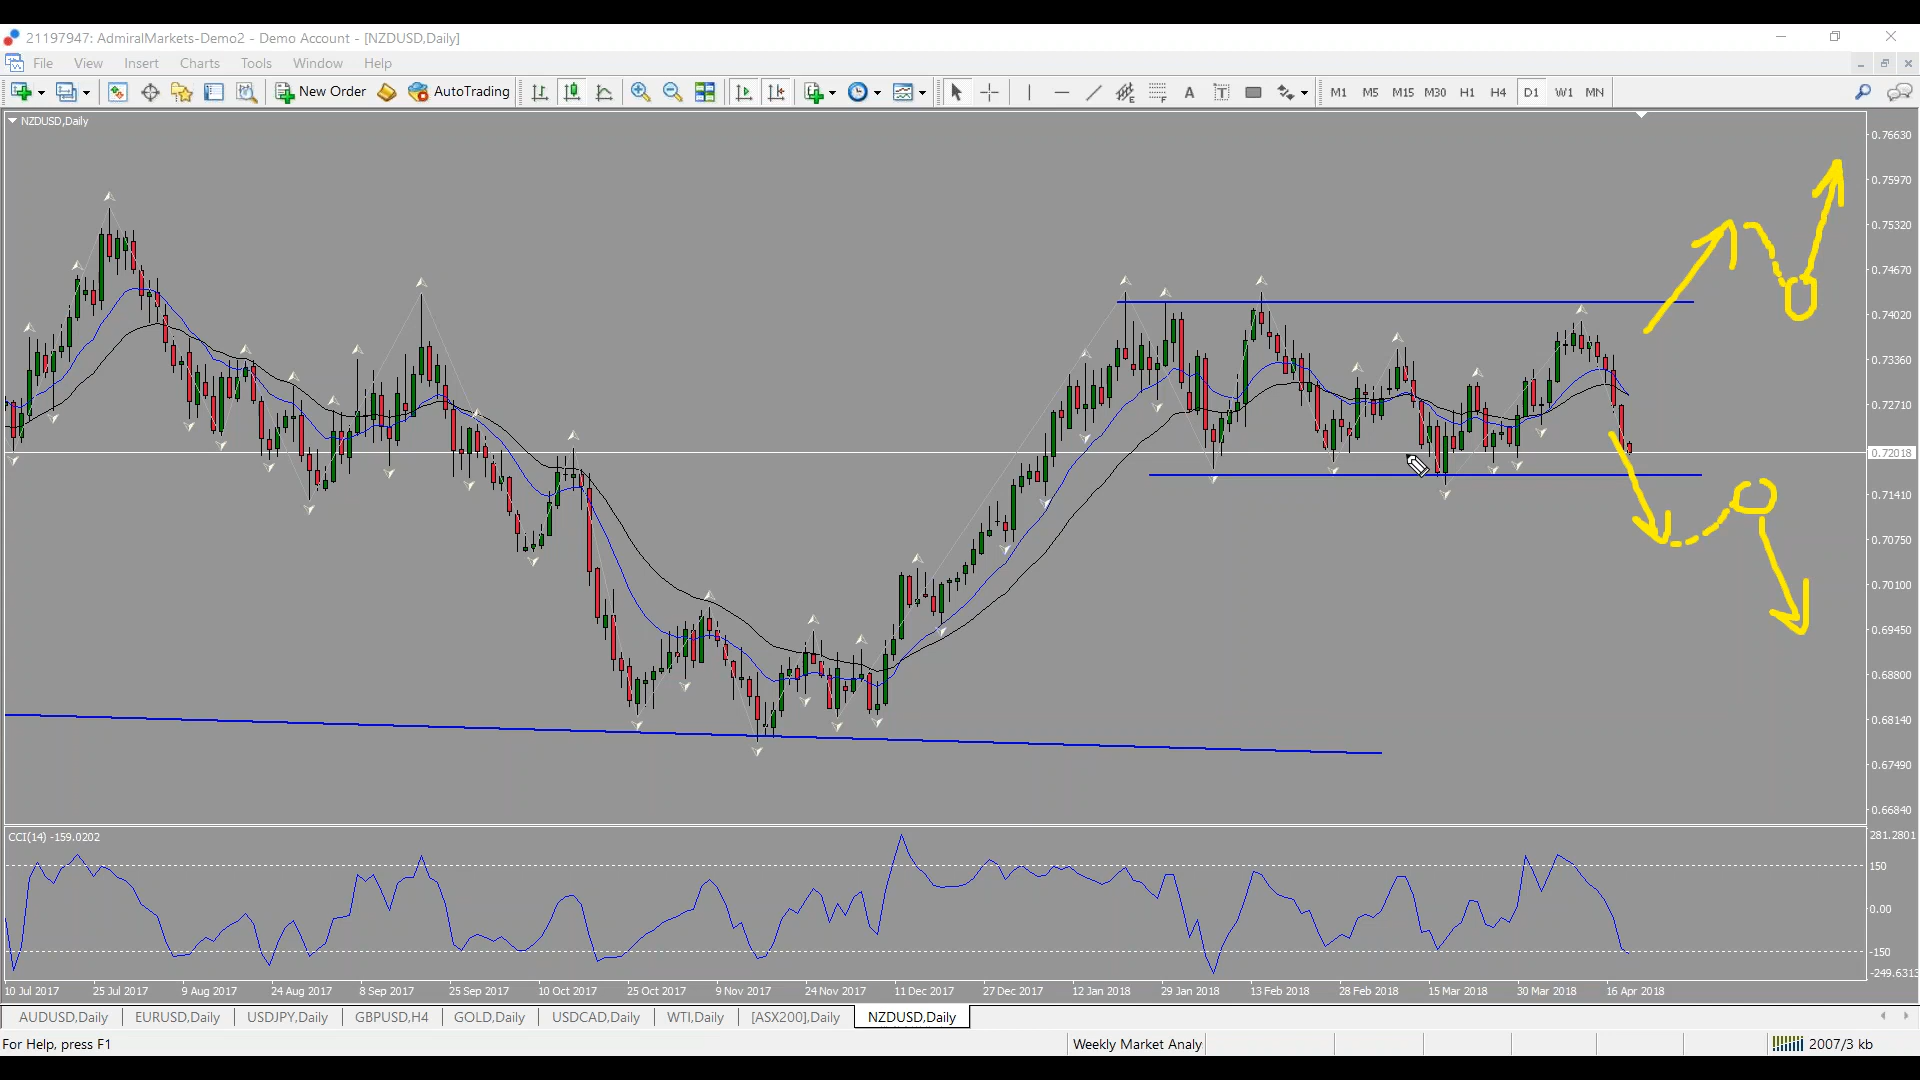 21197947: AdmiralMarkets-Demo2 - Demo Account - [NZDUSD,Daily]
File View Insert Charts Tools Window Help
New Order AutoTrading A T M1 M5 M15 M30 H1 H4 D1 W1 MN
NZDUSD,Daily
0.76630
0.75970
0.75320
0.74670
0.74020
0.73360
0.72710
0.72018
0.71410
0.70750
0.70100
0.69450
0.68800
0.68140
0.67490
0.66840
CCI(14) -159.0202
281.2801
150
0.00
-150
-249.6313
10 Jul 2017 25 Jul 2017 9 Aug 2017 24 Aug 2017 8 Sep 2017 25 Sep 2017 10 Oct 2017 25 Oct 2017 9 Nov 2017 24 Nov 2017 11 Dec 2017 27 Dec 2017 12 Jan 2018 29 Jan 2018 13 Feb 2018 28 Feb 2018 15 Mar 2018 30 Mar 2018 16 Apr 2018
AUDUSD,Daily EURUSD,Daily USDJPY,Daily GBPUSD,H4 GOLD,Daily USDCAD,Daily WTI,Daily [ASX200],Daily NZDUSD,Daily
For Help, press F1 Weekly Market Analy 2007/3 kb